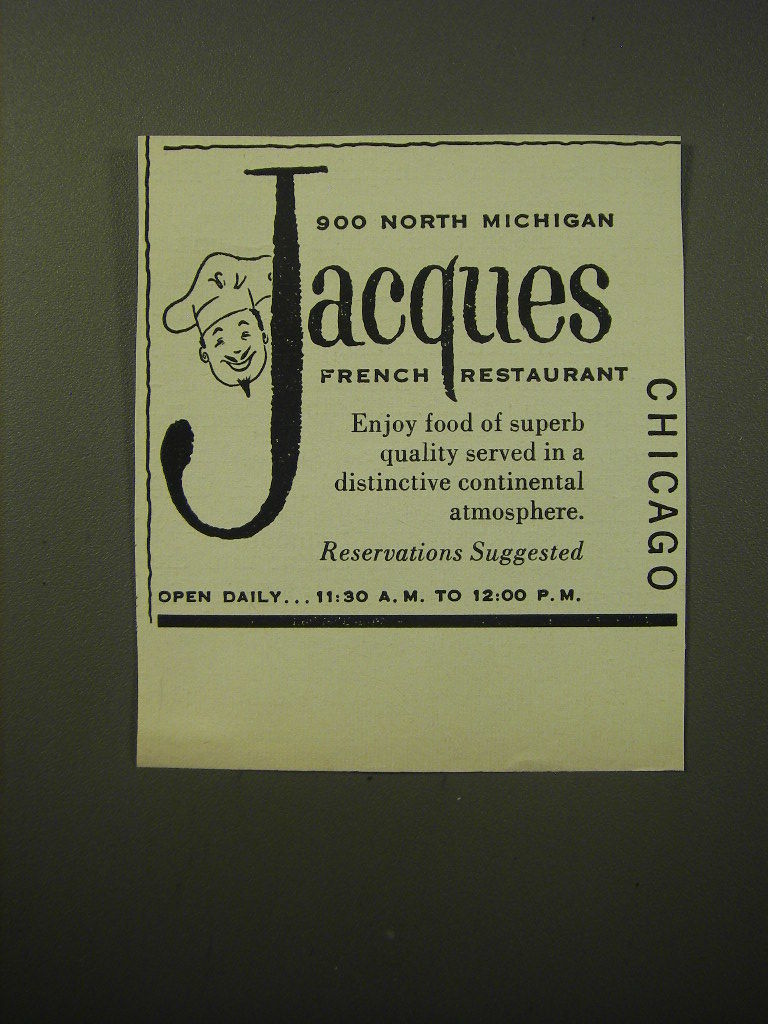 900 NORTH MICHIGAN
Jacques
FRENCH RESTAURANT
Enjoy food of superb
quality served in a
distinctive continental
atmosphere.
Reservations Suggested
OPEN DAILY... 11:30 A.M. TO 12:00 P.M.
CHICAGO